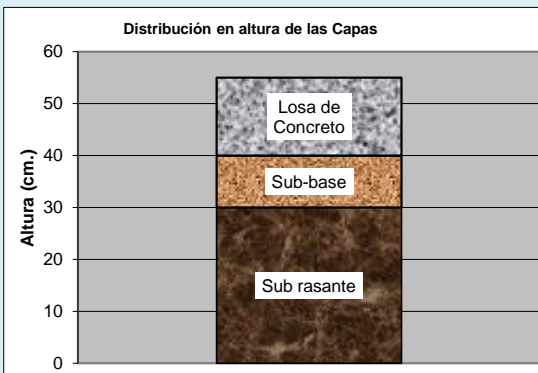 Distribución en altura de las Capas
60
50
40
30
20
10
0
Altura (cm.)
Losa de
Concreto
Sub-base
Sub rasante